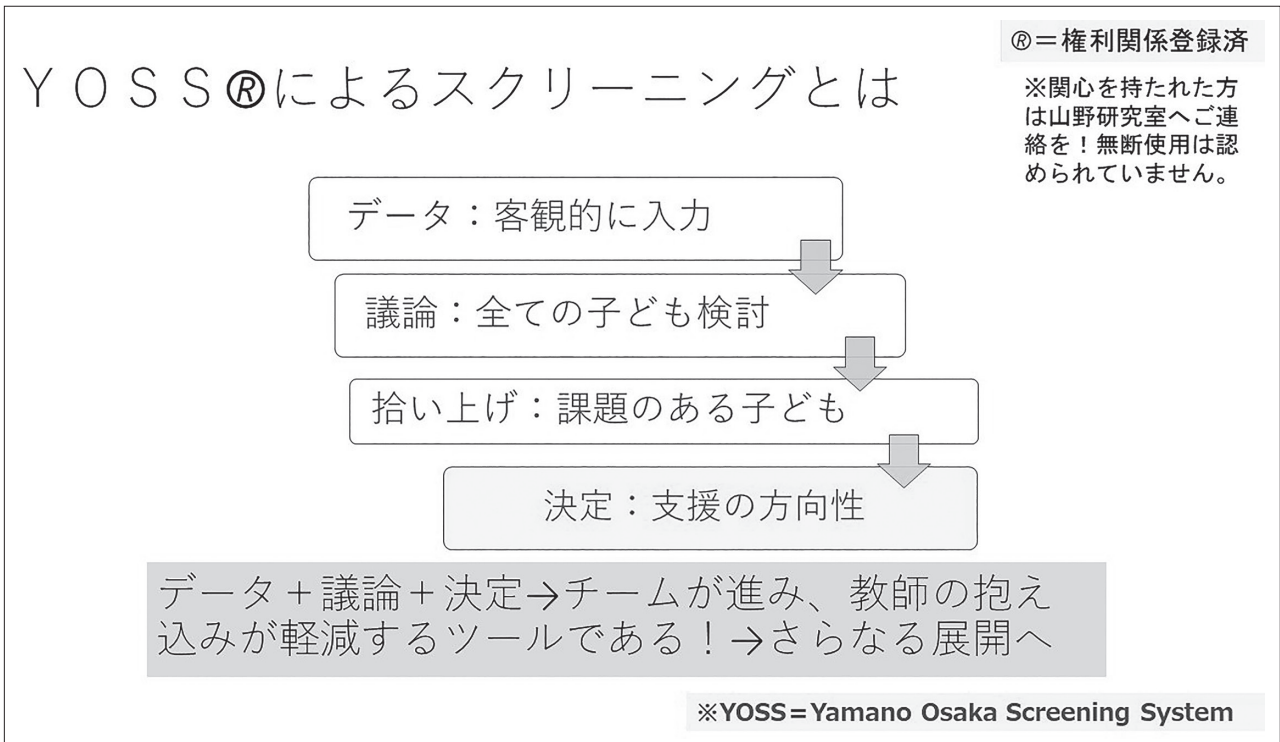 ®＝権利関係登録済
ＹＯＳＳ®によるスクリーニングとは
※関心を持たれた方
は山野研究室へご連
絡を！無断使用は認
められていません。
データ：客観的に入力
議論：全ての子ども検討
拾い上げ：課題のある子ども
決定：支援の方向性
データ＋議論＋決定→チームが進み、教師の抱え
込みが軽減するツールである！→さらなる展開へ
※YOSS＝Yamano Osaka Screening System